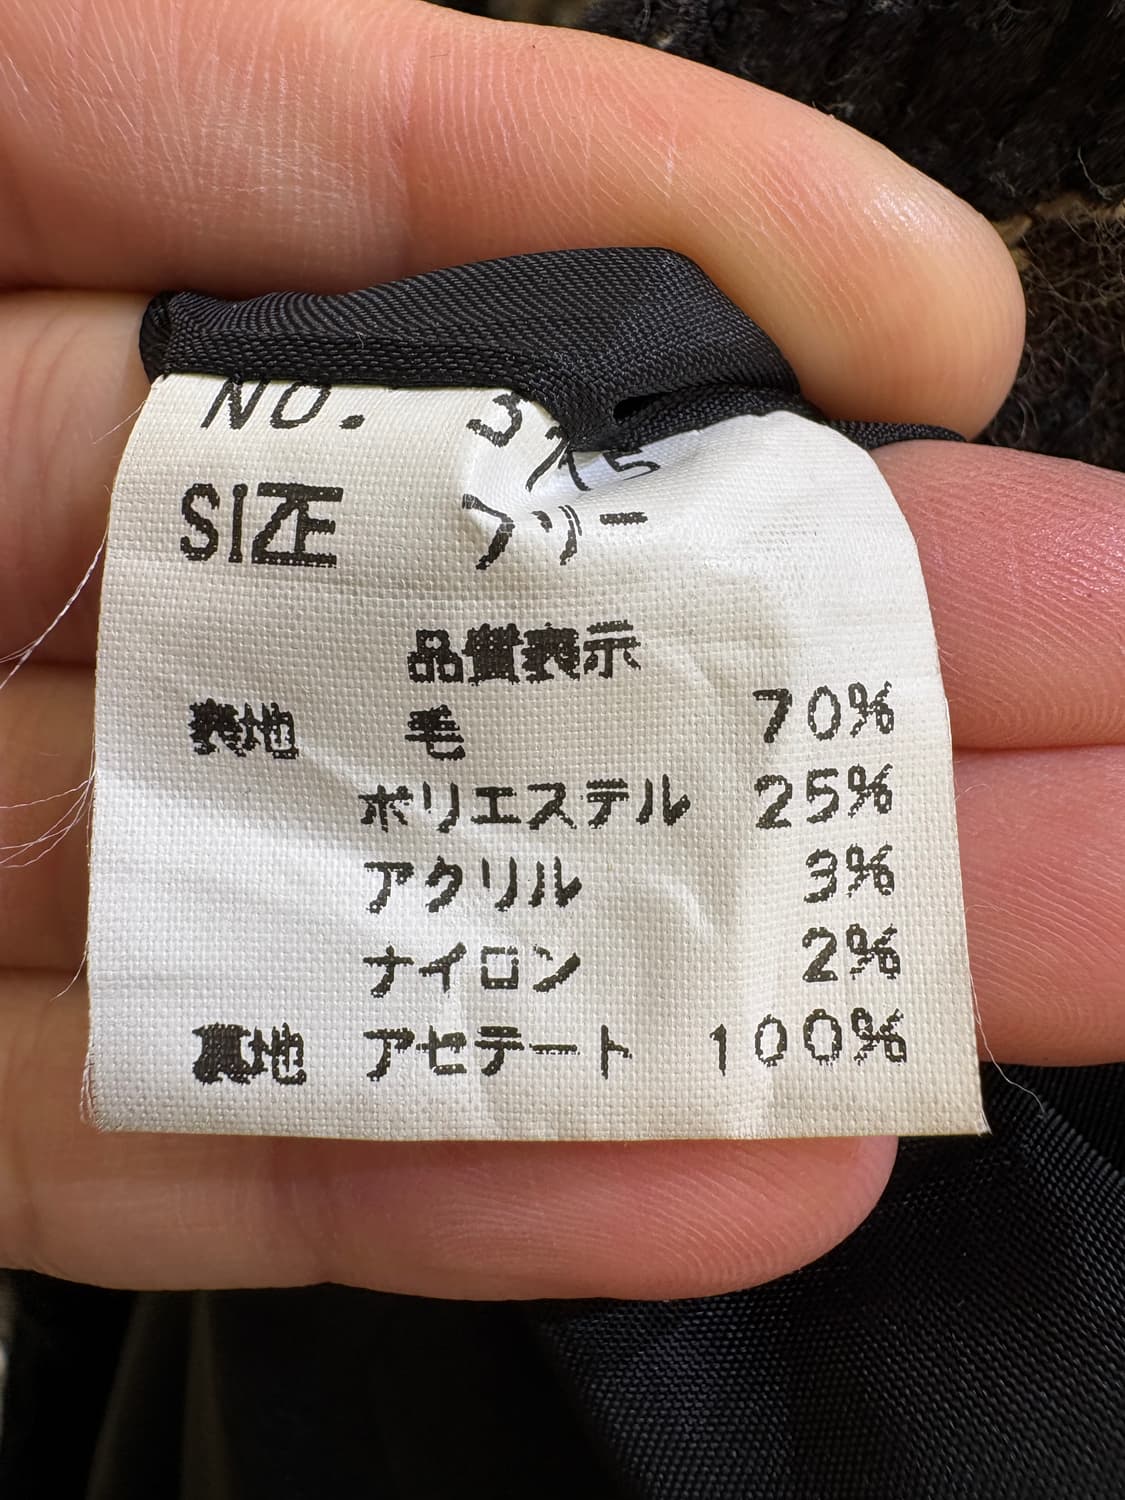 NO.
SIZE フリー
品質表示
表地 毛 70%
ポリエステル 25%
アクリル 3%
ナイロン 2%
裏地 アセテート 100%